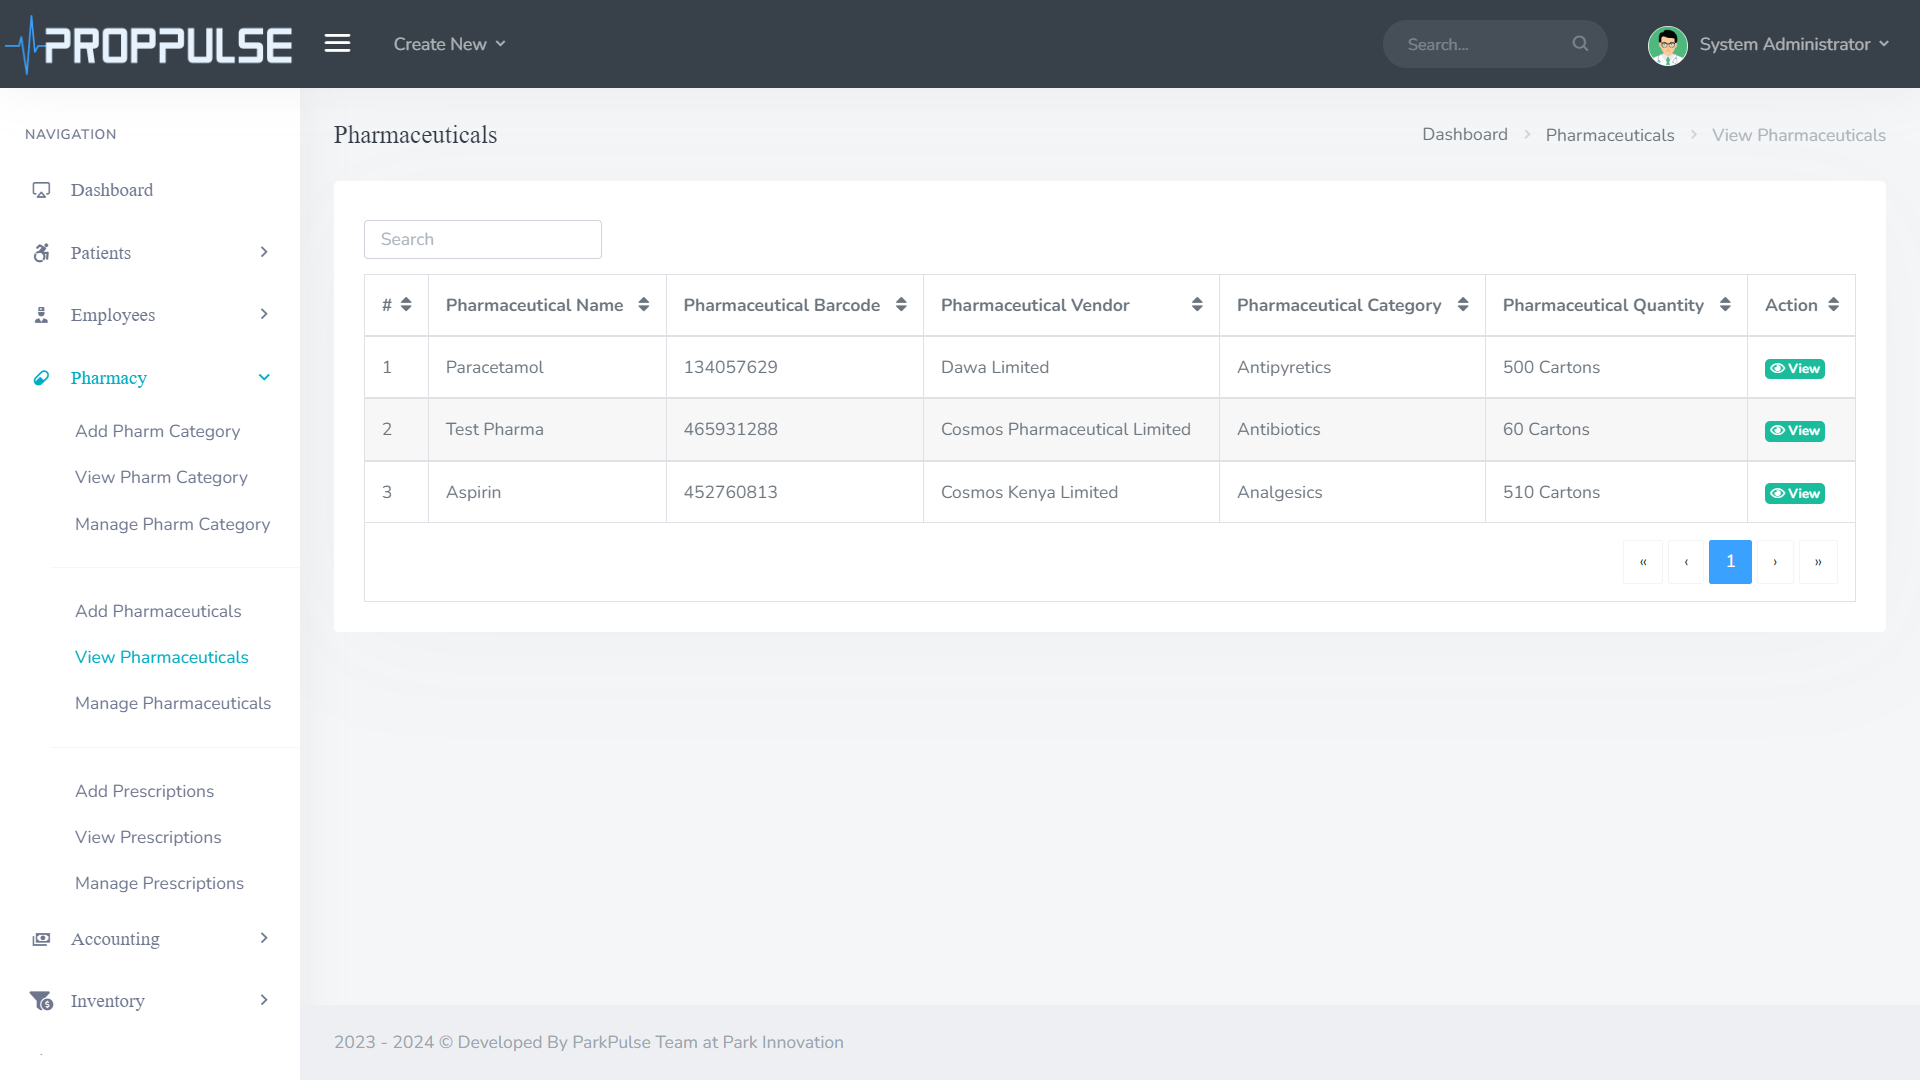 PROPPULSE
Create New
Search...
System Administrator
NAVIGATION
Dashboard
Patients
Employees
Pharmacy
Add Pharm Category
View Pharm Category
Manage Pharm Category
Add Pharmaceuticals
View Pharmaceuticals
Manage Pharmaceuticals
Add Prescriptions
View Prescriptions
Manage Prescriptions
Accounting
Inventory
Pharmaceuticals
Dashboard > Pharmaceuticals > View Pharmaceuticals
Search
# Pharmaceutical Name Pharmaceutical Barcode Pharmaceutical Vendor Pharmaceutical Category Pharmaceutical Quantity Action
1 Paracetamol 134057629 Dawa Limited Antipyretics 500 Cartons View
2 Test Pharma 465931288 Cosmos Pharmaceutical Limited Antibiotics 60 Cartons View
3 Aspirin 452760813 Cosmos Kenya Limited Analgesics 510 Cartons View
« ‹ 1 › »
2023 - 2024 © Developed By ParkPulse Team at Park Innovation